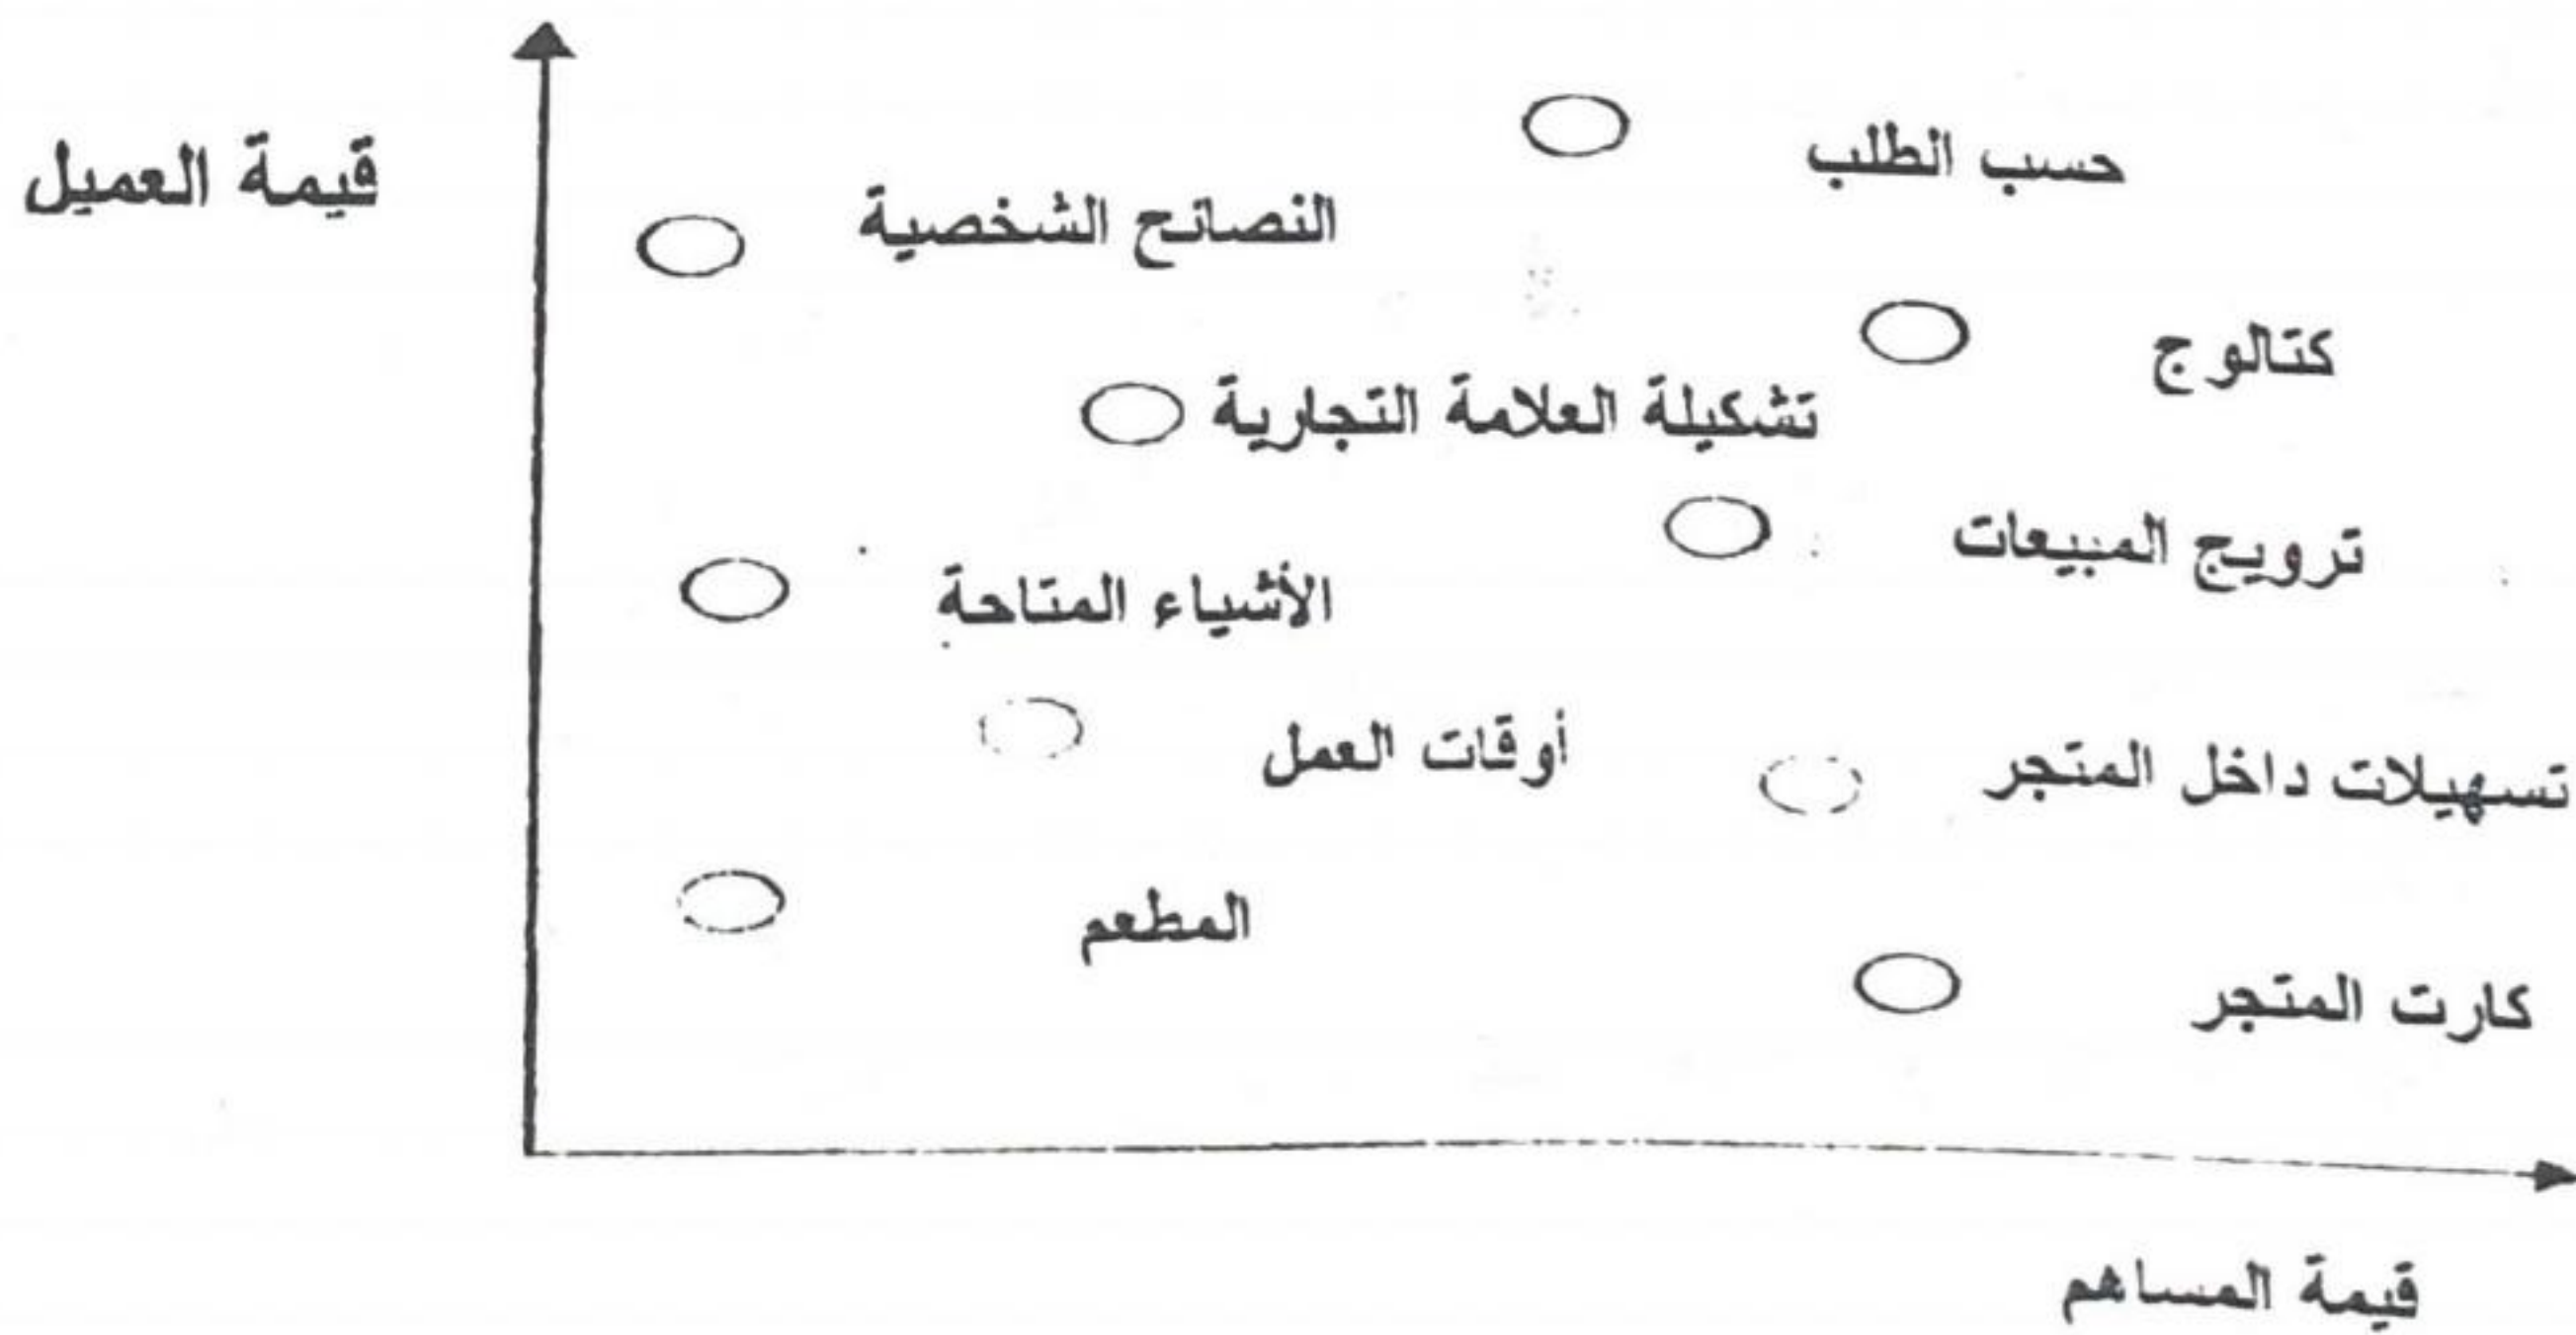 حسب الطلب
قيمة العميل
النصائح الشخصية
كتالوج
تشكيلة العلامة التجارية
ترويج المبيعات
الأشياء المتاحة
أوقات العمل
تسهيلات داخل المتجر
المطعم
كارت المتجر
قيمة المساهم